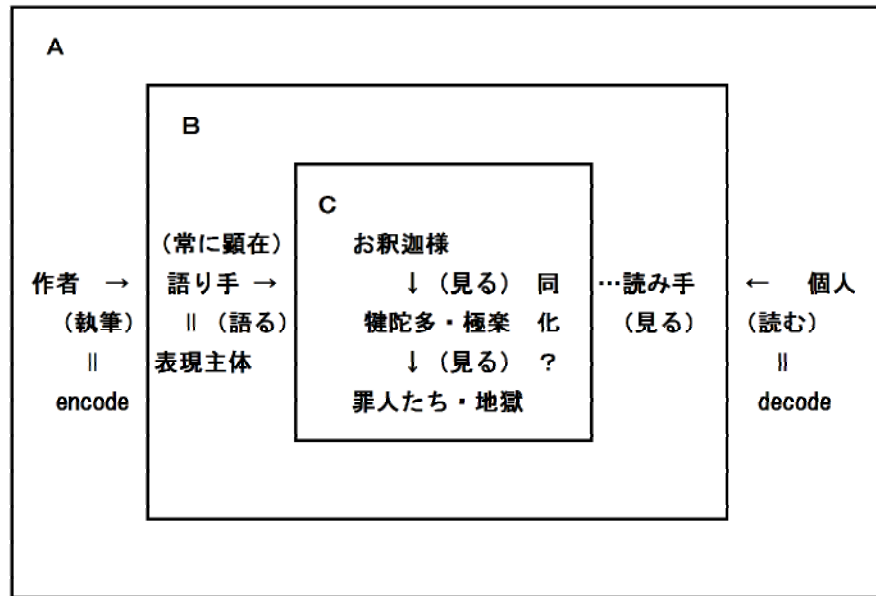 A
B
C
(常に顕在) お釈迦様
作者 → 語り手 → ↓(見る) 同 …読み手 ← 個人
(執筆) ॥(語る) 犍陀多・極楽 化 (見る) (読む)
॥ 表現主体 ↓(見る) ? ॥
encode 罪人たち・地獄 decode